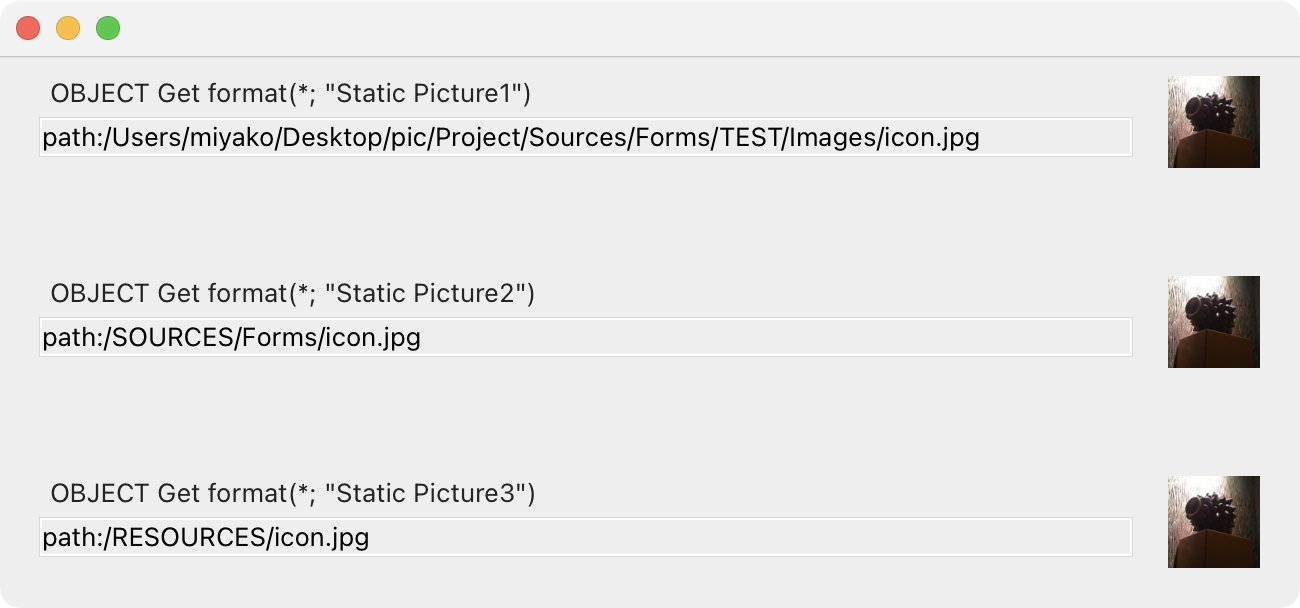 OBJECT Get format(*; "Static Picture1")
path:/Users/miyako/Desktop/pic/Project/Sources/Forms/TEST/Images/icon.jpg
OBJECT Get format(*; "Static Picture2")
path:/SOURCES/Forms/icon.jpg
OBJECT Get format(*; "Static Picture3")
path:/RESOURCES/icon.jpg